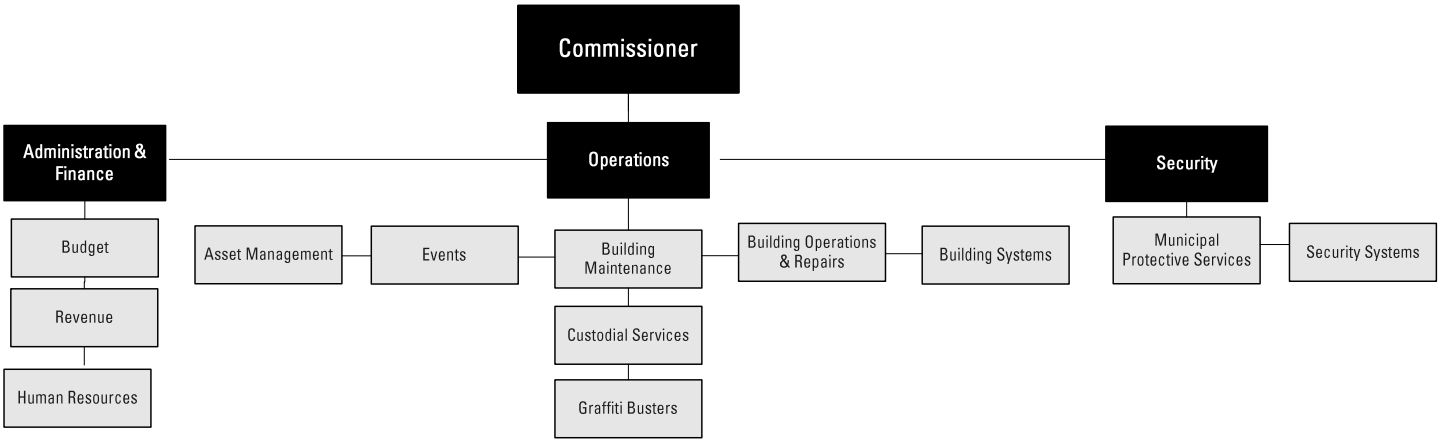 Commissioner
Administration &
Finance
Operations
Security
Budget
Revenue
Human Resources
Asset Management
Events
Building
Maintenance
Building Operations
& Repairs
Building Systems
Custodial Services
Graffiti Busters
Municipal
Protective Services
Security Systems